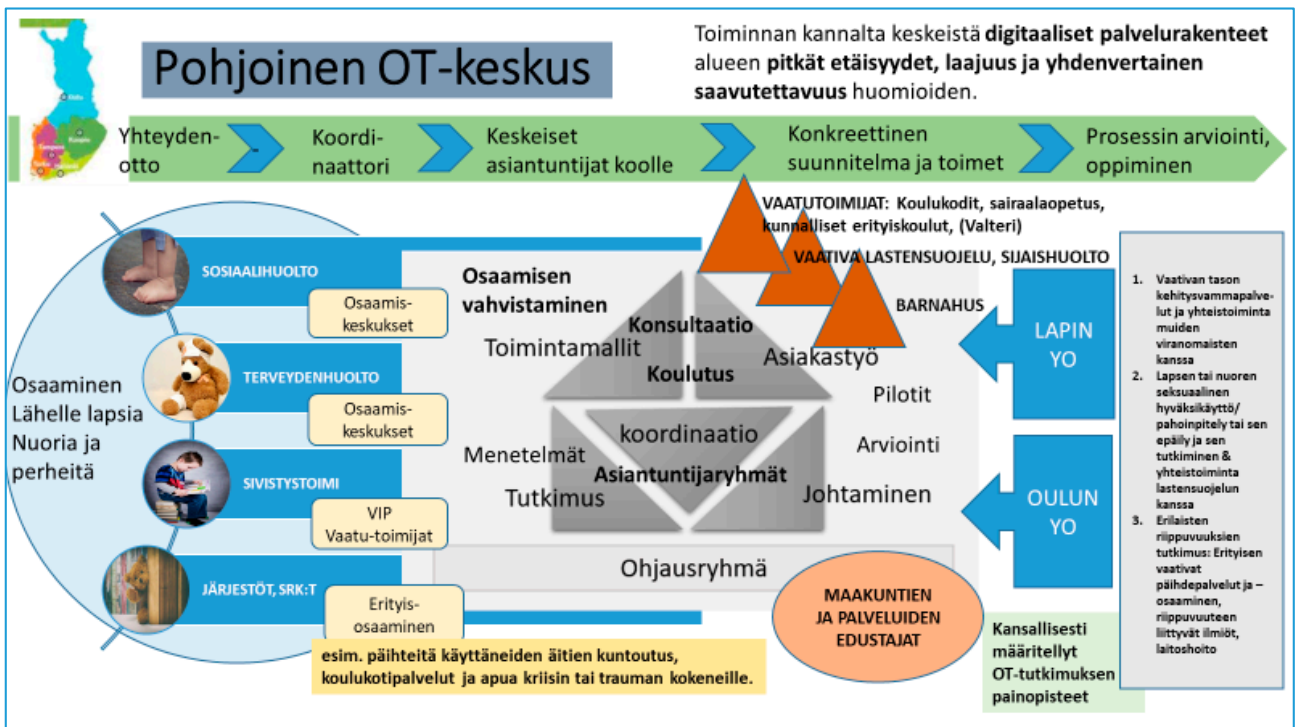 Pohjoinen OT-keskus
Toiminnan kannalta keskeistä digitaaliset palvelurakenteet
alueen pitkät etäisyydet, laajuus ja yhdenvertainen
saavutettavuus huomioiden.
Yhteyden-
otto
-
Koordi-
naattori
Keskeiset
asiantuntijat koolle
Konkreettinen
suunnitelma ja toimet
Prosessin arviointi,
oppiminen
VAATUTOIMIJAT: Koulukodit, sairaalaopetus,
kunnalliset erityiskoulut, (Valteri)
VAATIVA LASTENSUOJELU, SIJAISHUOLTO
BARNAHUS
Osaaminen
Lähelle lapsia
Nuoria ja
perheitä
SOSIAALIHUOLTO
Osaamis-
keskukset
TERVEYDENHUOLTO
Osaamis-
keskukset
SIVISTYSTOIMI
VIP
Vaatu-toimijat
JÄRJESTÖT, SRK:T
Erityis-
osaaminen
esim. päihteitä käyttäneiden äitien kuntoutus,
koulukotipalvelut ja apua kriisin tai trauman kokeneille.
Osaamisen
vahvistaminen
Toimintamallit
Konsultaatio
Koulutus
Asiakastyö
Pilotit
Arviointi
Johtaminen
koordinaatio
Asiantuntijaryhmät
Menetelmät
Tutkimus
Ohjausryhmä
MAAKUNTIEN
JA PALVELUIDEN
EDUSTAJAT
LAPIN
YO
OULUN
YO
1. Vaativan tason
kehitysvammapalve-
lut ja yhteistoiminta
muiden
viranomaisten
kanssa
2. Lapsen tai nuoren
seksuaalinen
hyväksikäyttö/
pahoinpitely tai sen
epäily ja sen
tutkiminen &
yhteistoiminta
lastensuojelun
kanssa
3. Erilaisten
riippuvuuksien
tutkimus: Erityisen
vaativat
päihdepalvelut ja –
osaaminen,
riippuvuuteen
liittyvät ilmiöt,
laitoshoito
Kansallisesti
määritellyt
OT-tutkimuksen
painopisteet